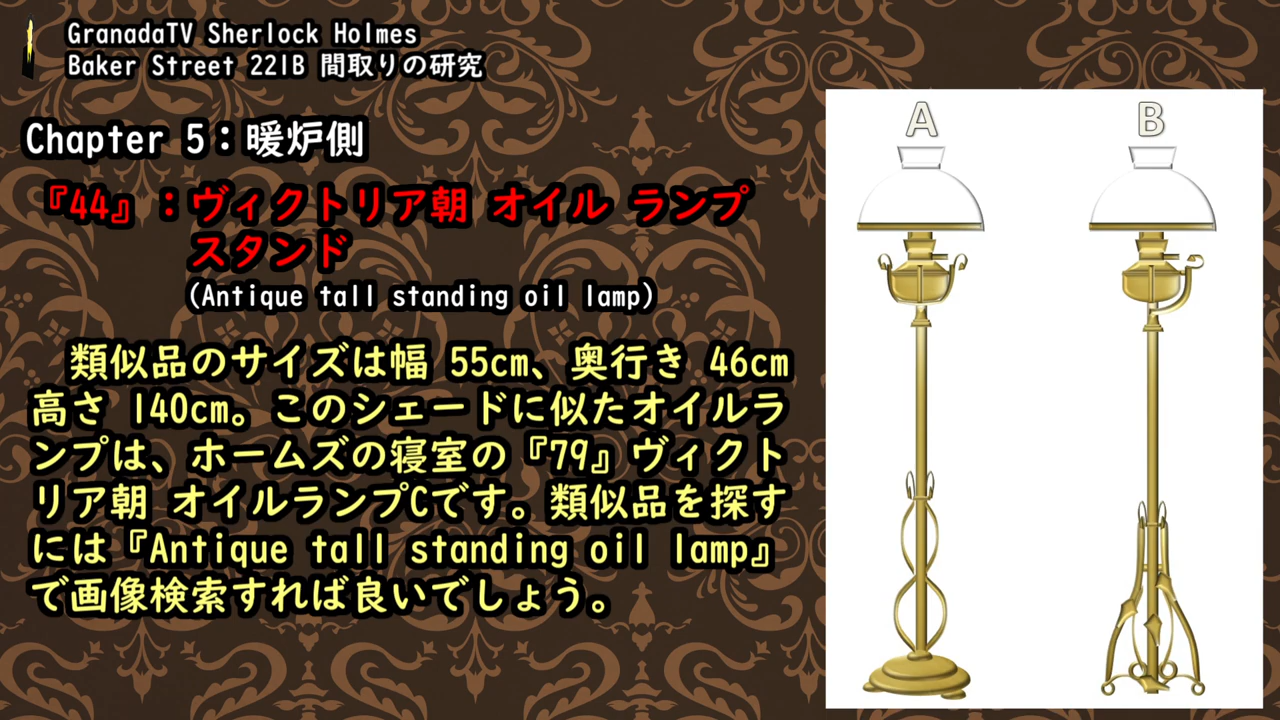 GranadaTV Sherlock Holmes
Baker Street 221B 間取りの研究
Chapter 5：暖炉側
『44』：ヴィクトリア朝 オイル ランプ
スタンド
(Antique tall standing oil lamp)
類似品のサイズは幅 55cm、奥行き 46cm
高さ 140cm。このシェードに似たオイルラ
ンプは、ホームズの寝室の『79』ヴィクト
リア朝 オイルランプCです。類似品を探す
には『Antique tall standing oil lamp』
で画像検索すれば良いでしょう。
A
B